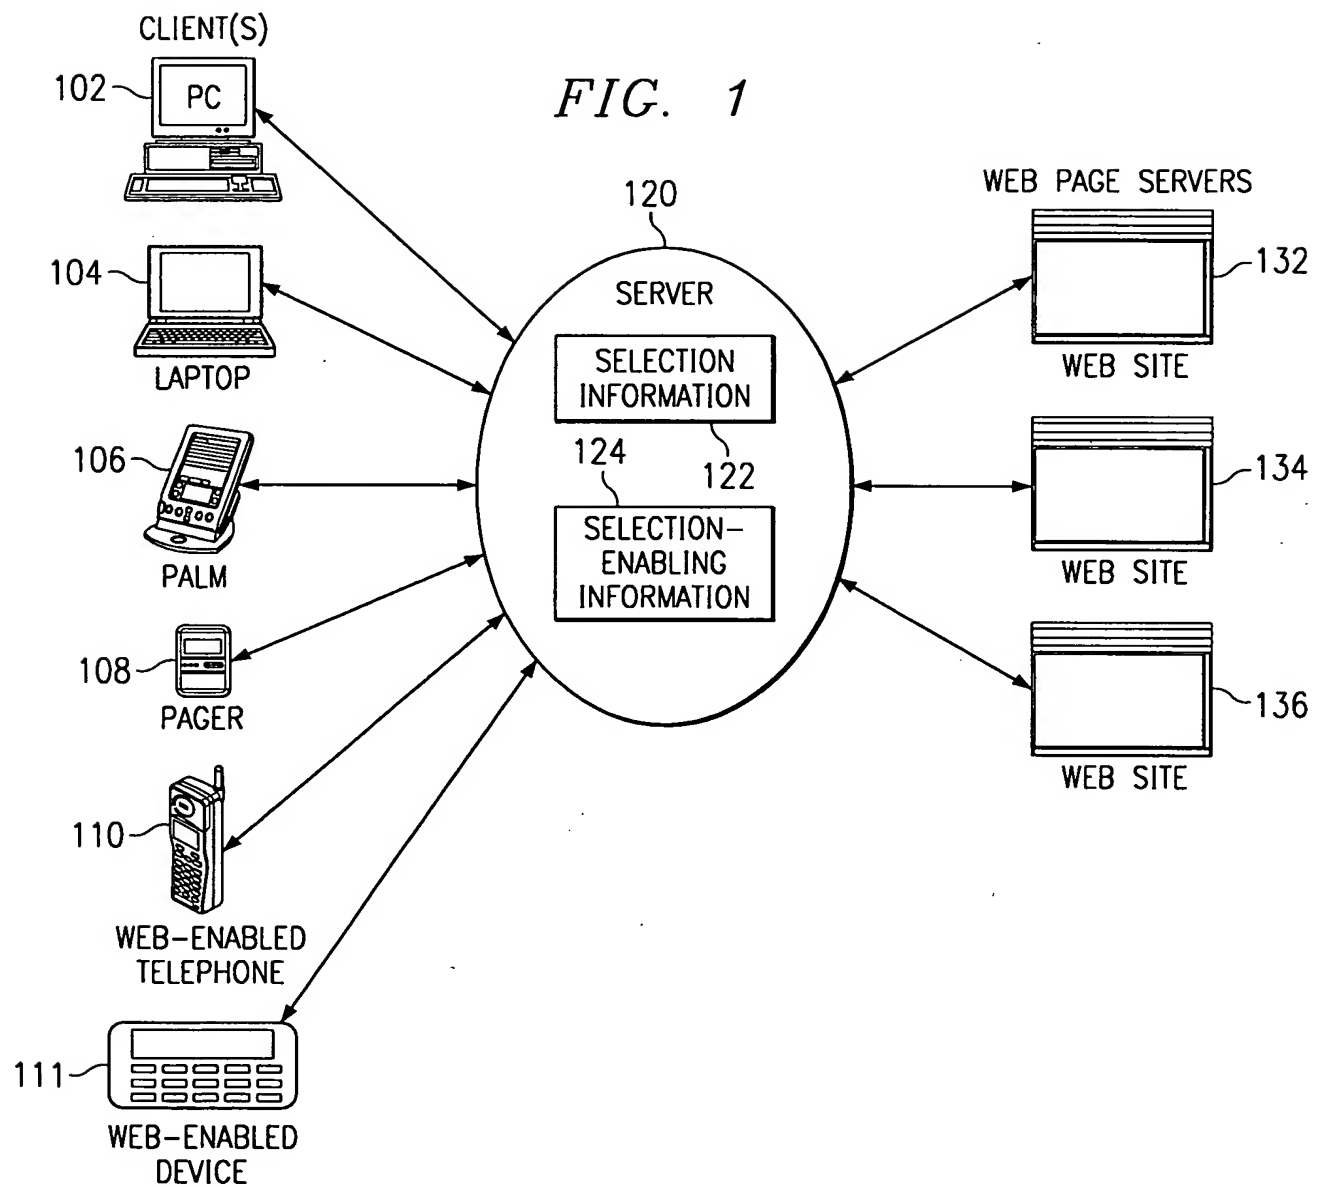 CLIENT(S)
102
PC
FIG. 1
104
LAPTOP
106
PALM
108
PAGER
110
WEB-ENABLED
TELEPHONE
111
WEB-ENABLED
DEVICE
120
SERVER
SELECTION
INFORMATION
122
124
SELECTION-
ENABLING
INFORMATION
WEB PAGE SERVERS
132
WEB SITE
134
WEB SITE
136
WEB SITE